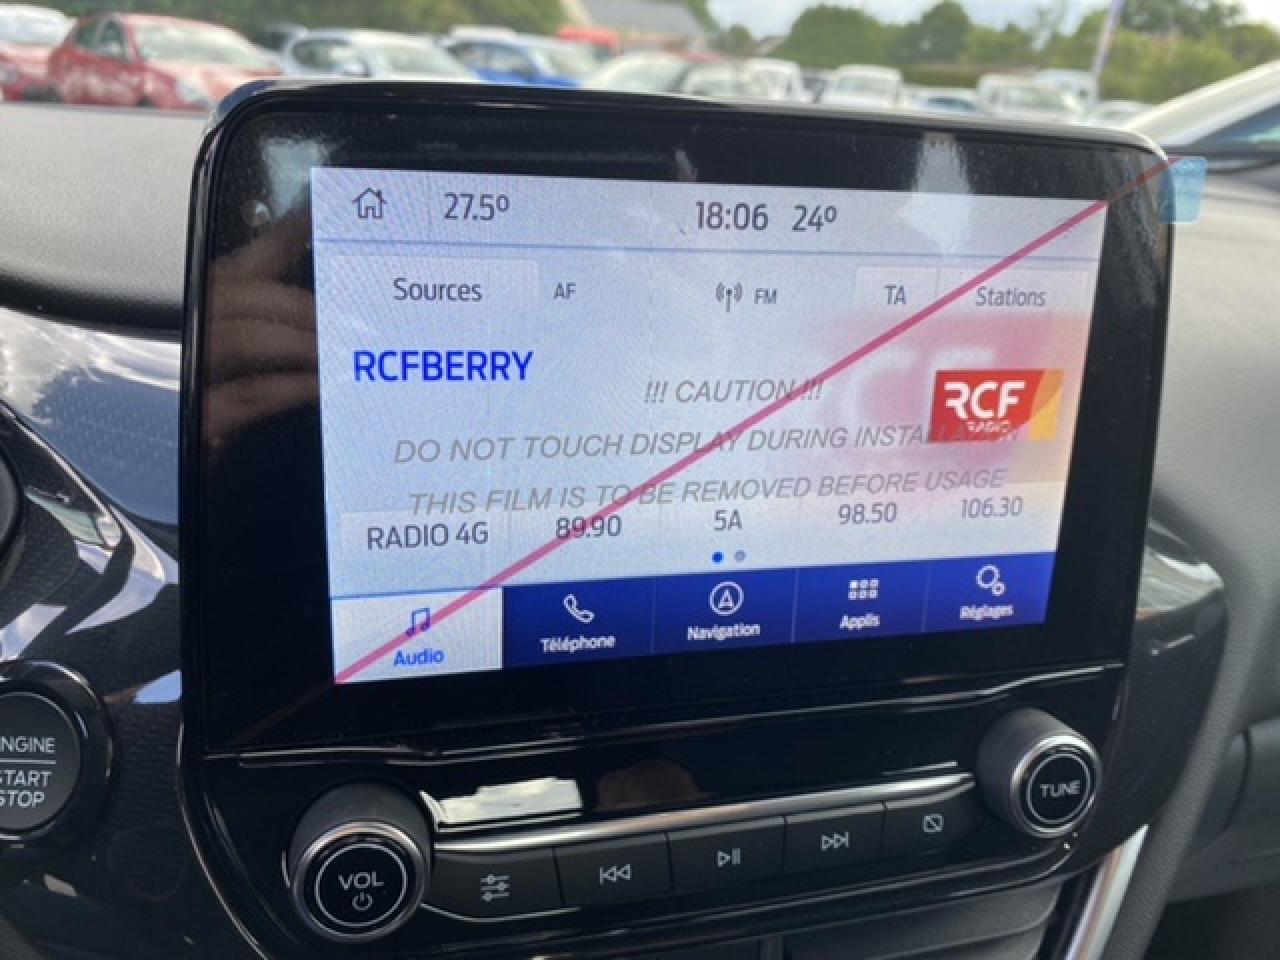 27.5º 18:06 24º
Sources AF FM TA Stations
RCFBERRY
RCF
RADIO
!!! CAUTION !!!
DO NOT TOUCH DISPLAY DURING INSTALLATION
THIS FILM IS TO BE REMOVED BEFORE USAGE
RADIO 4G 89.90 5A 98.50 106.30
Audio Téléphone Navigation Applis Réglages
NGINE
START
STOP
VOL
TUNE